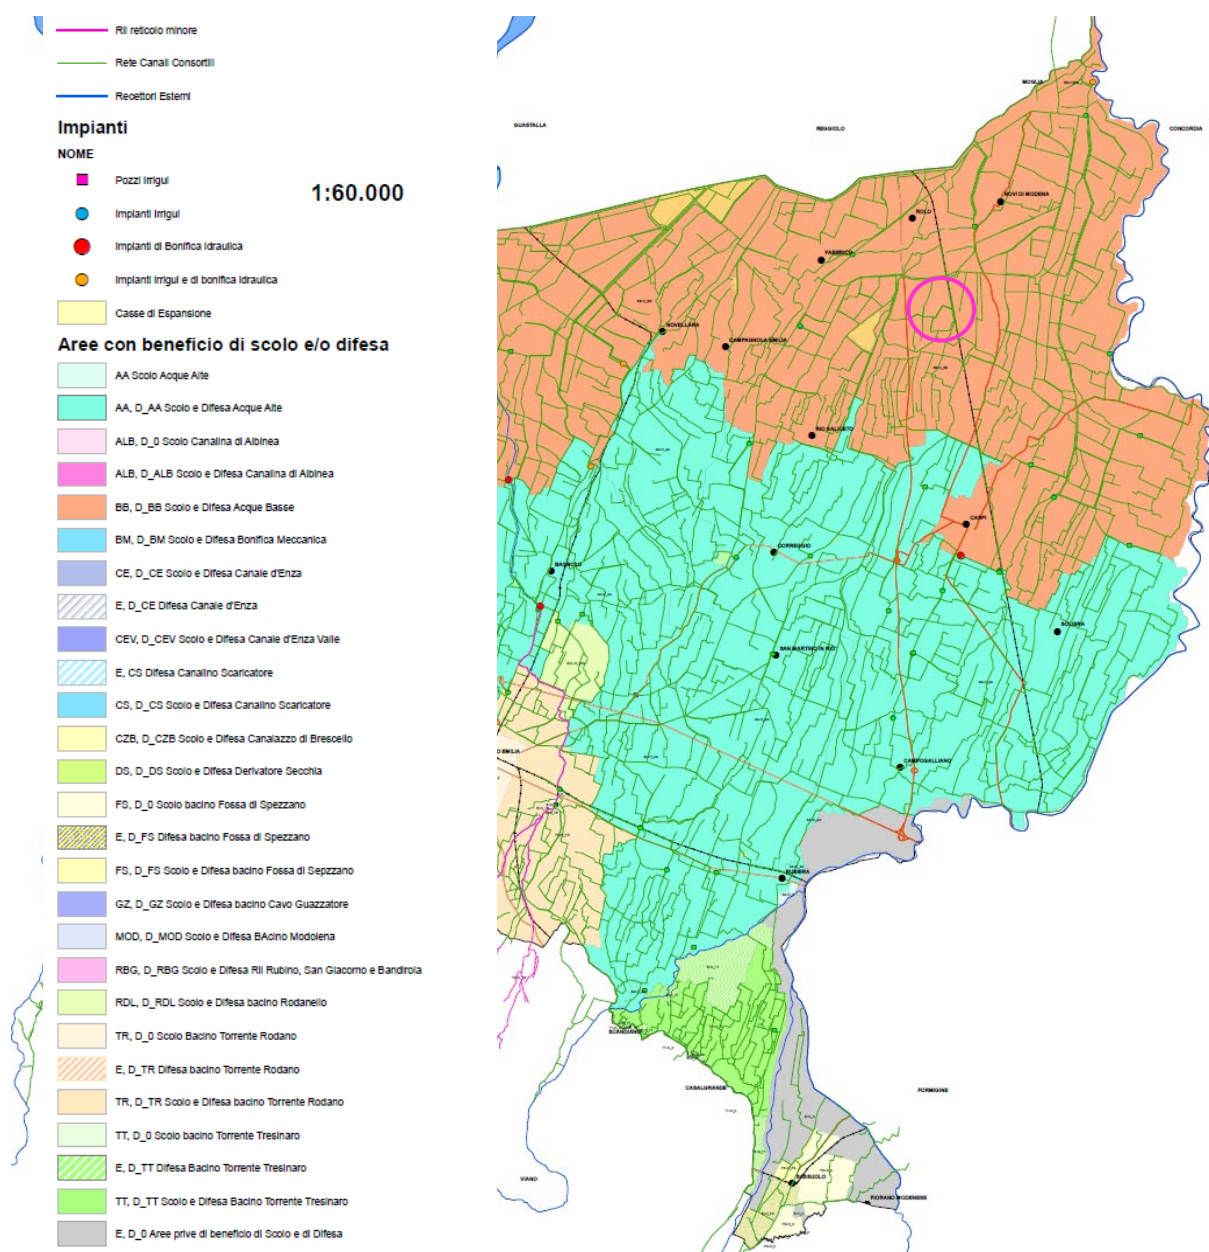 Rii reticolo minore
Rete Canali Consortili
Recettori Esterni
Impianti
NOME
Pozzi Irrigui
Impianti Irrigui
Impianti di Bonifica Idraulica
Impianti Irrigui e di bonifica idraulica
Casse di Espansione
1:60.000
Aree con beneficio di scolo e/o difesa
AA Scolo Acque Alte
AA, D_AA Scolo e Difesa Acque Alte
ALB, D_0 Scolo Canalina di Albinea
ALB, D_ALB Scolo e Difesa Canalina di Albinea
BB, D_BB Scolo e Difesa Acque Basse
BM, D_BM Scolo e Difesa Bonifica Meccanica
CE, D_CE Scolo e Difesa Canale d'Enza
E, D_CE Difesa Canale d'Enza
CEV, D_CEV Scolo e Difesa Canale d'Enza Valle
E, CS Difesa Canalino Scaricatore
CS, D_CS Scolo e Difesa Canalino Scaricatore
CZB, D_CZB Scolo e Difesa Canalazzo di Brescello
DS, D_DS Scolo e Difesa Derivatore Secchia
FS, D_0 Scolo bacino Fossa di Spezzano
E, D_FS Difesa bacino Fossa di Spezzano
FS, D_FS Scolo e Difesa bacino Fossa di Sepzzano
GZ, D_GZ Scolo e Difesa bacino Cavo Guazzatore
MOD, D_MOD Scolo e Difesa BAcino Modolena
RBG, D_RBG Scolo e Difesa Rii Rubino, San Giacomo e Bandirola
RDL, D_RDL Scolo e Difesa bacino Rodanello
TR, D_0 Scolo Bacino Torrente Rodano
E, D_TR Difesa bacino Torrente Rodano
TR, D_TR Scolo e Difesa bacino Torrente Rodano
TT, D_0 Scolo bacino Torrente Tresinaro
E, D_TT Difesa Bacino Torrente Tresinaro
TT, D_TT Scolo e Difesa Bacino Torrente Tresinaro
E, D_0 Aree prive di beneficio di Scolo e di Difesa
MOGLIA
GUASTALLA
REGGIOLO
CONCORDIA
NOVI DI MODENA
ROLO
FABBRICO
NOVELLARA
CAMPAGNOLA EMILIA
RIO SALICETO
CARPI
CORREGGIO
BAGNOLO
SOLIERA
SAN MARTINO IN RIO
O EMILIA
CAMPOGALLIANO
RUBIERA
SCANDIANO
CASALGRANDE
FORMIGINE
VIANO
SASSUOLO
FIORANO MODENESE